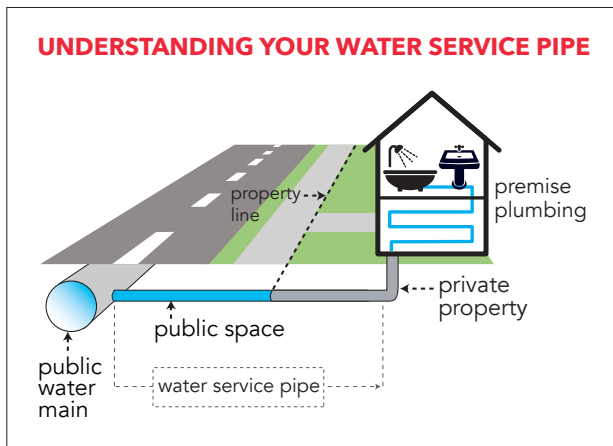 UNDERSTANDING YOUR WATER SERVICE PIPE
property
line
premise
plumbing
private
property
public space
public
water
main
water service pipe